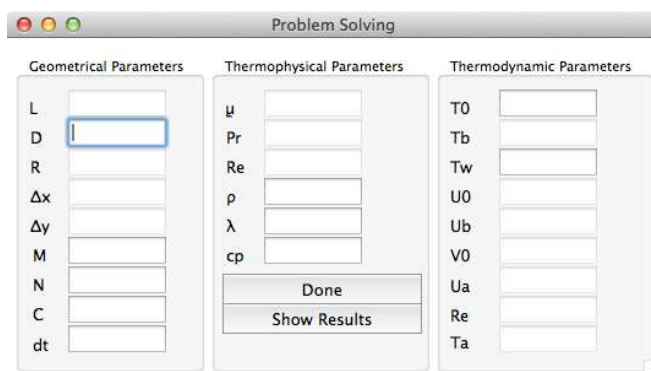 Problem Solving
Geometrical Parameters
L
D
R
Δx
Δy
M
N
C
dt
Thermophysical Parameters
μ
Pr
Re
ρ
λ
cp
Done
Show Results
Thermodynamic Parameters
T0
Tb
Tw
U0
Ub
V0
Ua
Re
Ta